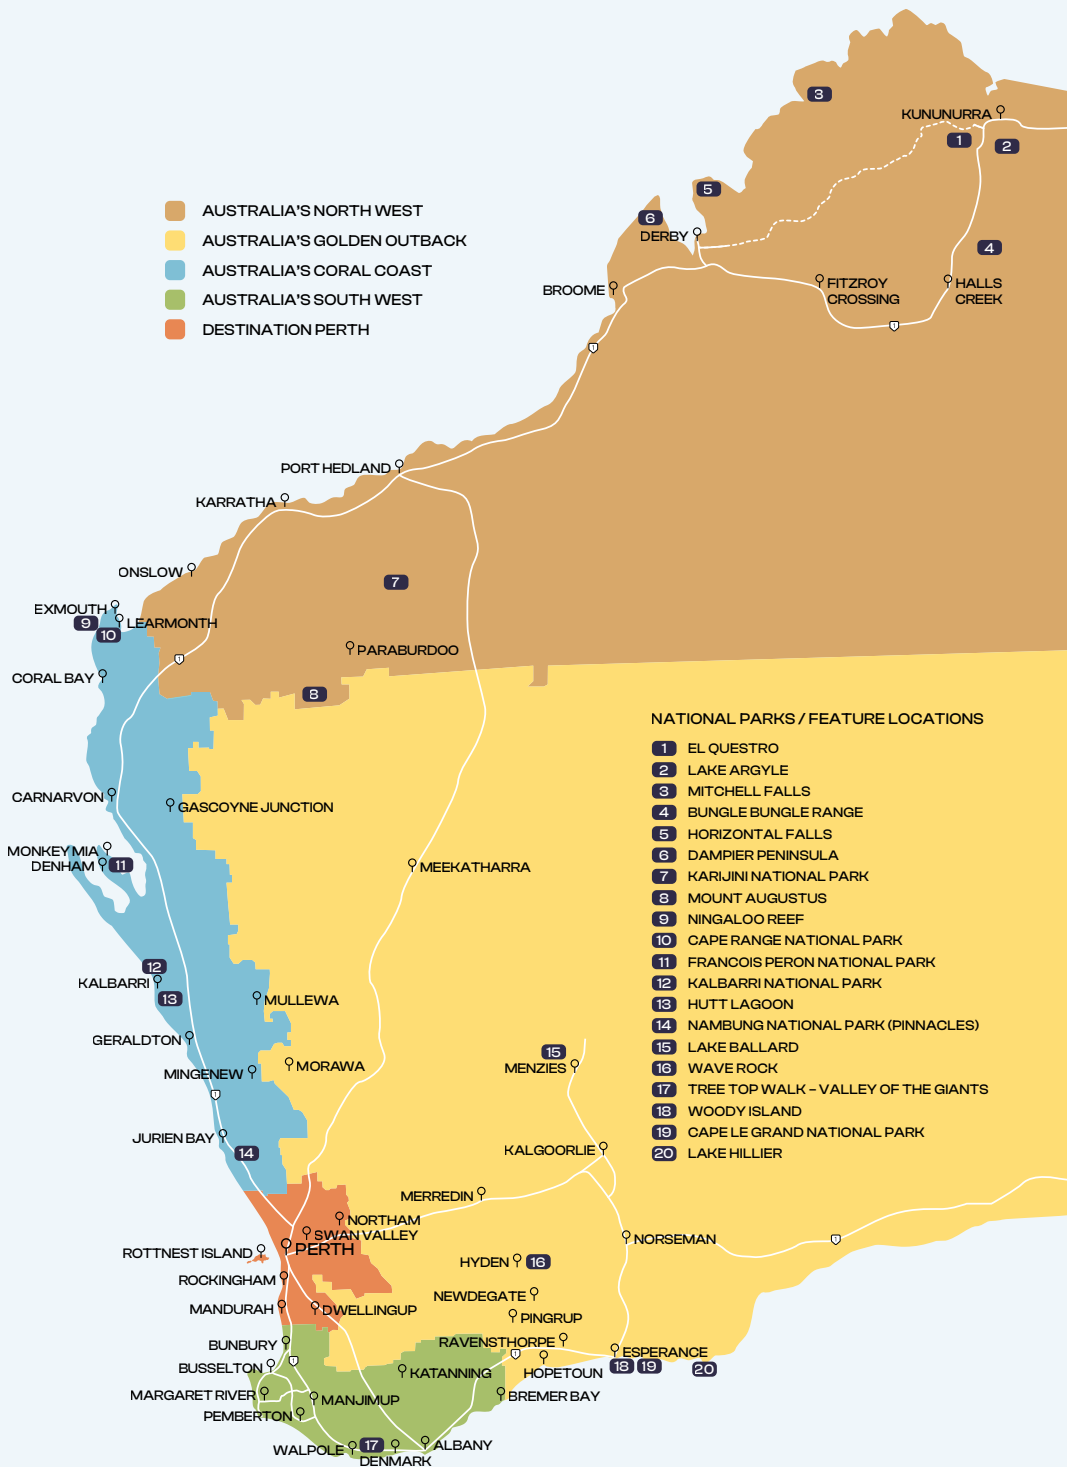 3
KUNUNURRA
1
2
5
AUSTRALIA'S NORTH WEST
6
DERBY
AUSTRALIA'S GOLDEN OUTBACK
4
AUSTRALIA'S CORAL COAST
BROOME
FITZROY
CROSSING
HALLS
CREEK
AUSTRALIA'S SOUTH WEST
1
DESTINATION PERTH
1
PORT HEDLAND
KARRATHA
ONSLOW
7
EXMOUTH
9
LEARMONTH
10
PARABURDOO
1
CORAL BAY
8
NATIONAL PARKS / FEATURE LOCATIONS
1 EL QUESTRO
2 LAKE ARGYLE
3 MITCHELL FALLS
4 BUNGLE BUNGLE RANGE
5 HORIZONTAL FALLS
6 DAMPIER PENINSULA
7 KARIJINI NATIONAL PARK
8 MOUNT AUGUSTUS
9 NINGALOO REEF
10 CAPE RANGE NATIONAL PARK
11 FRANCOIS PERON NATIONAL PARK
12 KALBARRI NATIONAL PARK
13 HUTT LAGOON
14 NAMBUNG NATIONAL PARK (PINNACLES)
15 LAKE BALLARD
16 WAVE ROCK
17 TREE TOP WALK – VALLEY OF THE GIANTS
18 WOODY ISLAND
19 CAPE LE GRAND NATIONAL PARK
20 LAKE HILLIER
CARNARVON
GASCOYNE JUNCTION
MONKEY MIA
DENHAM
11
MEEKATHARRA
12
KALBARRI
13
MULLEWA
GERALDTON
15
MENZIES
MORAWA
MINGENEW
1
JURIEN BAY
14
KALGOORLIE
MERREDIN
NORTHAM
SWAN VALLEY
NORSEMAN
1
ROTTNEST ISLAND
PERTH
HYDEN
16
ROCKINGHAM
NEWDEGATE
MANDURAH
DWELLINGUP
PINGRUP
BUNBURY
RAVENSTHORPE
ESPERANCE
1
1
BUSSELTON
KATANNING
HOPETOUN
18
19
20
MARGARET RIVER
MANJIMUP
BREMER BAY
PEMBERTON
WALPOLE
17
ALBANY
DENMARK